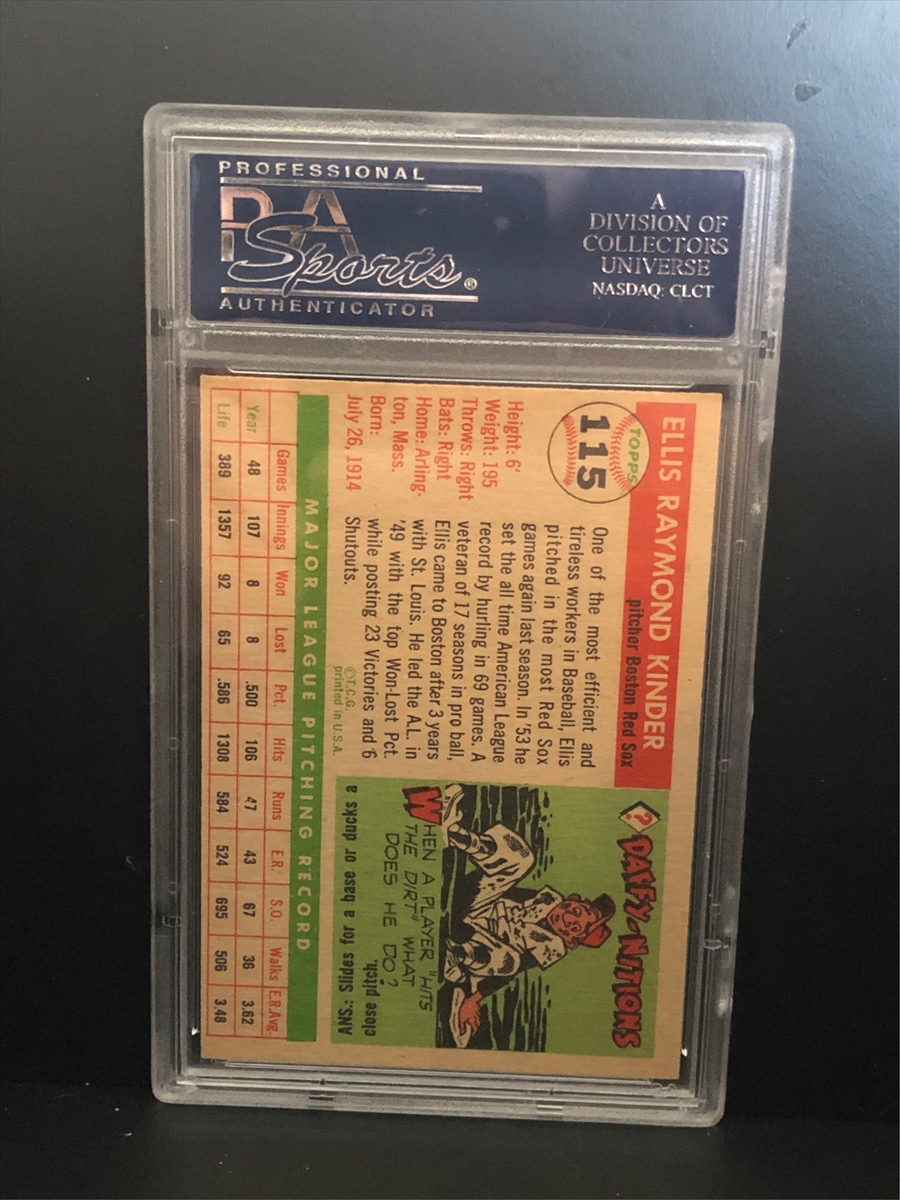 PROFESSIONAL
PSA
Sports®
AUTHENTICATOR
A
DIVISION OF
COLLECTORS
UNIVERSE
NASDAQ: CLCT
TOPPS
115
ELLIS RAYMOND KINDER
pitcher Boston Red Sox
Height: 6'
Weight: 195
Throws: Right
Bats: Right
Home: Arling-
ton, Mass.
Born:
July 26, 1914
One of the most efficient and
tireless workers in Baseball, Ellis
pitched in the most Red Sox
games again last season. In '53 he
set the all time American League
record by hurling in 69 games. A
veteran of 17 seasons in pro ball,
Ellis came to Boston after 3 years
with St. Louis. He led the A.L. in
'49 with the top Won-Lost Pct.
while posting 23 Victories and 6
Shutouts.
©T.C.G.
printed in U.S.A.
? DAFFY-NITIONS
WHEN A PLAYER "HITS
THE DIRT" WHAT
DOES HE DO?
ANS.: Slides for a base or ducks a
close pitch.
MAJOR LEAGUE PITCHING RECORD
Games Innings Won Lost Pct. Hits Runs E.R. S.O. Walks E.R.Avg.
Year 48 107 8 8 .500 106 47 43 67 36 3.62
Life 389 1357 92 65 .586 1308 584 524 695 506 3.48